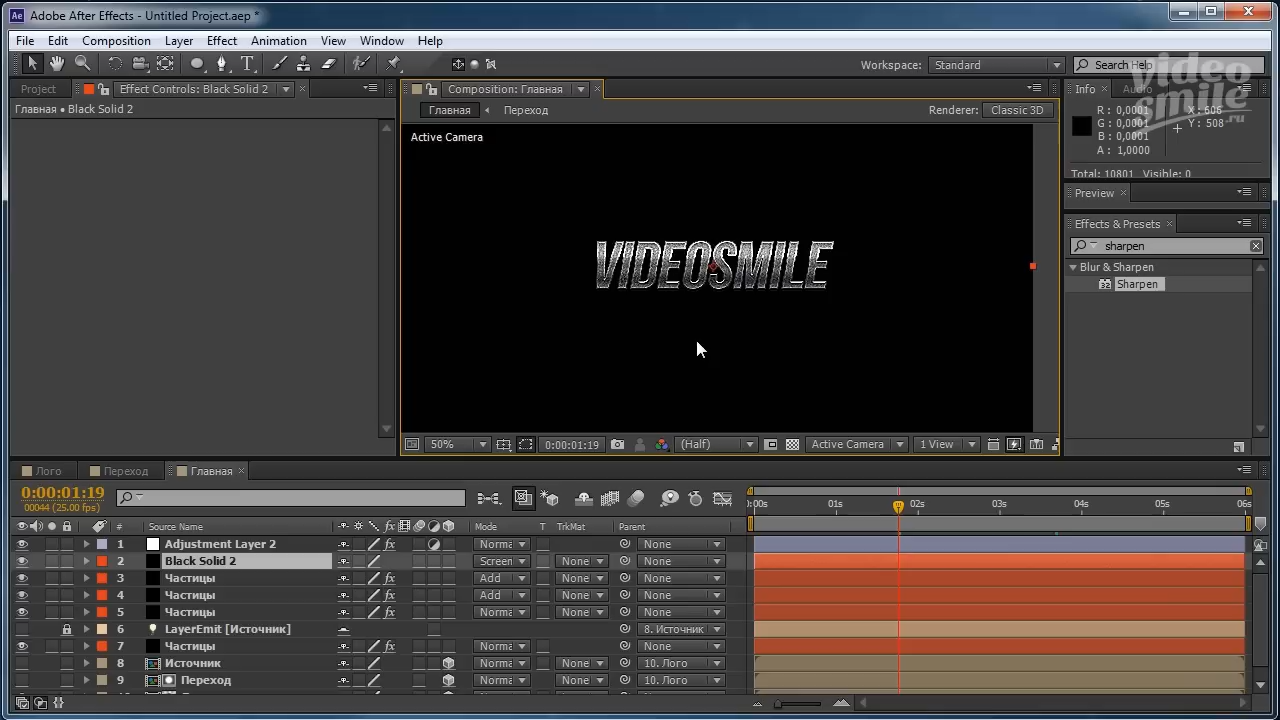 Adobe After Effects - Untitled Project.aep *
File Edit Composition Layer Effect Animation View Window Help
Workspace: Standard Search Help
video smile .ru
Project Effect Controls: Black Solid 2 Composition: Главная Info Audio
Главная • Black Solid 2
Главная Переход Renderer: Classic 3D
Active Camera
R : 0,0001
G : 0,0001
B : 0,0001
A : 1,0000
X : 606
Y : 508
Total: 10801 Visible: 0
Preview
Effects & Presets
sharpen
Blur & Sharpen
Sharpen
VIDEOSMILE
50% 0:00:01:19 (Half) Active Camera 1 View
Лого Переход Главная
0:00:01:19
00044 (25.00 fps)
:00s 01s 02s 03s 04s 05s 06s
# Source Name Mode T TrkMat Parent
1 Adjustment Layer 2 Norma None
2 Black Solid 2 Screen None None
3 Частицы Add None None
4 Частицы Add None None
5 Частицы Norma None None
6 LayerEmit [Источник] 8. Источник
7 Частицы Norma None
8 Источник Norma None 10. Лого
9 Переход Norma None 10. Лого